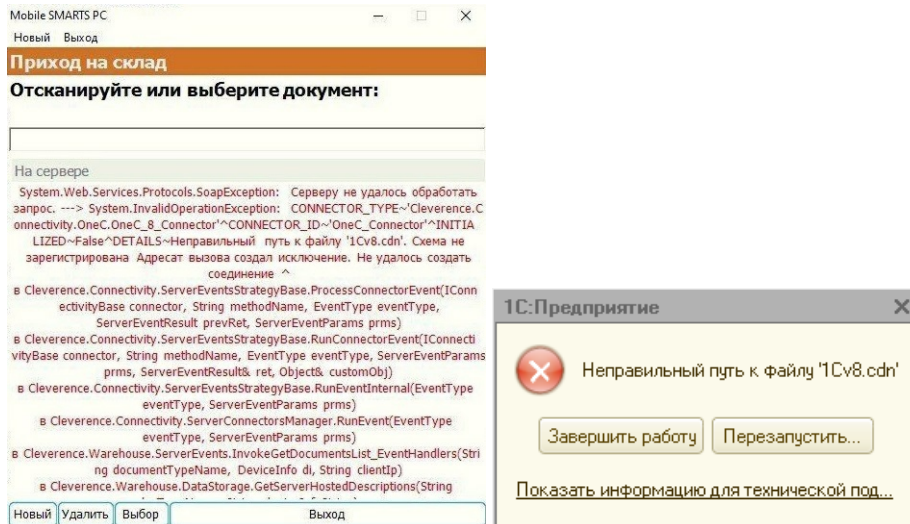 Mobile SMARTS PC
Новый Выход
Приход на склад
Отсканируйте или выберите документ:
На сервере
System.Web.Services.Protocols.SoapException: Серверу не удалось обработать
запрос. ---> System.InvalidOperationException: CONNECTOR_TYPE~'Cleverence.C
onnectivity.OneC.OneC_8_Connector'^CONNECTOR_ID~'OneC_Connector'^INITIA
LIZED~False^DETAILS~Неправильный путь к файлу '1Cv8.cdn'. Схема не
зарегистрирована Адресат вызова создал исключение. Не удалось создать
соединение ^
в Cleverence.Connectivity.ServerEventsStrategyBase.ProcessConnectorEvent(IConn
ectivityBase connector, String methodName, EventType eventType,
ServerEventResult prevRet, ServerEventParams prms)
в Cleverence.Connectivity.ServerEventsStrategyBase.RunConnectorEvent(IConnecti
vityBase connector, String methodName, EventType eventType, ServerEventParams
prms, ServerEventResult& ret, Object& customObj)
в Cleverence.Connectivity.ServerEventsStrategyBase.RunEventInternal(EventType
eventType, ServerEventParams prms)
в Cleverence.Connectivity.ServerConnectorsManager.RunEvent(EventType
eventType, ServerEventParams prms)
в Cleverence.Warehouse.ServerEvents.InvokeGetDocumentsList_EventHandlers(Stri
ng documentTypeName, DeviceInfo di, String clientIp)
в Cleverence.Warehouse.DataStorage.GetServerHostedDescriptions(String
Новый Удалить Выбор Выход
1С:Предприятие
Неправильный путь к файлу '1Cv8.cdn'
Завершить работу Перезапустить...
Показать информацию для технической под...